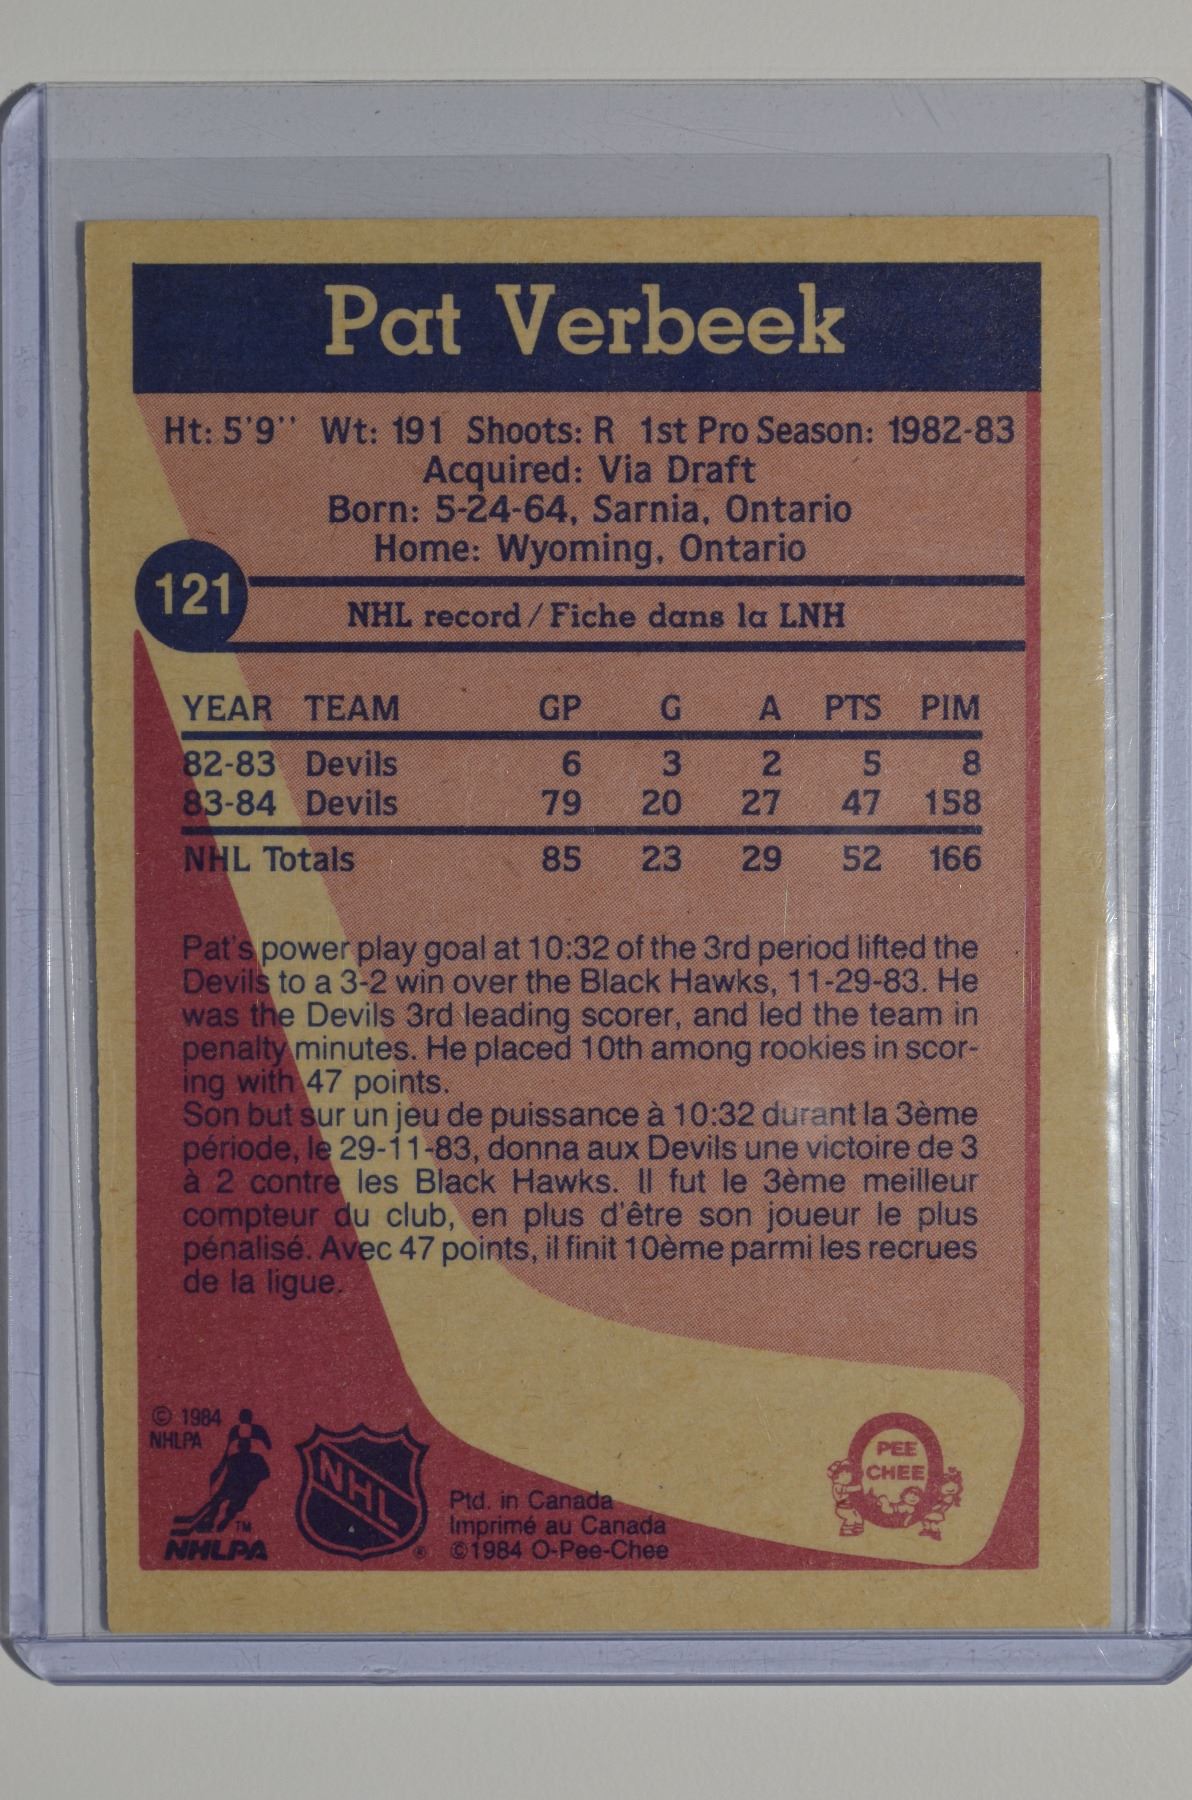 Pat Verbeek
Ht: 5'9'' Wt: 191 Shoots: R 1st Pro Season: 1982-83
Acquired: Via Draft
Born: 5-24-64, Sarnia, Ontario
Home: Wyoming, Ontario
121
NHL record / Fiche dans la LNH
YEAR TEAM GP G A PTS PIM
82-83 Devils 6 3 2 5 8
83-84 Devils 79 20 27 47 158
NHL Totals 85 23 29 52 166
Pat's power play goal at 10:32 of the 3rd period lifted the
Devils to a 3-2 win over the Black Hawks, 11-29-83. He
was the Devils 3rd leading scorer, and led the team in
penalty minutes. He placed 10th among rookies in scor-
ing with 47 points.
Son but sur un jeu de puissance à 10:32 durant la 3ème
période, le 29-11-83, donna aux Devils une victoire de 3
à 2 contre les Black Hawks. Il fut le 3ème meilleur
compteur du club, en plus d'être son joueur le plus
pénalisé. Avec 47 points, il finit 10ème parmi les recrues
de la ligue.
© 1984
NHLPA
TM
NHLPA
NHL
®
Ptd. in Canada
Imprimé au Canada
©1984 O-Pee-Chee
PEE
CHEE